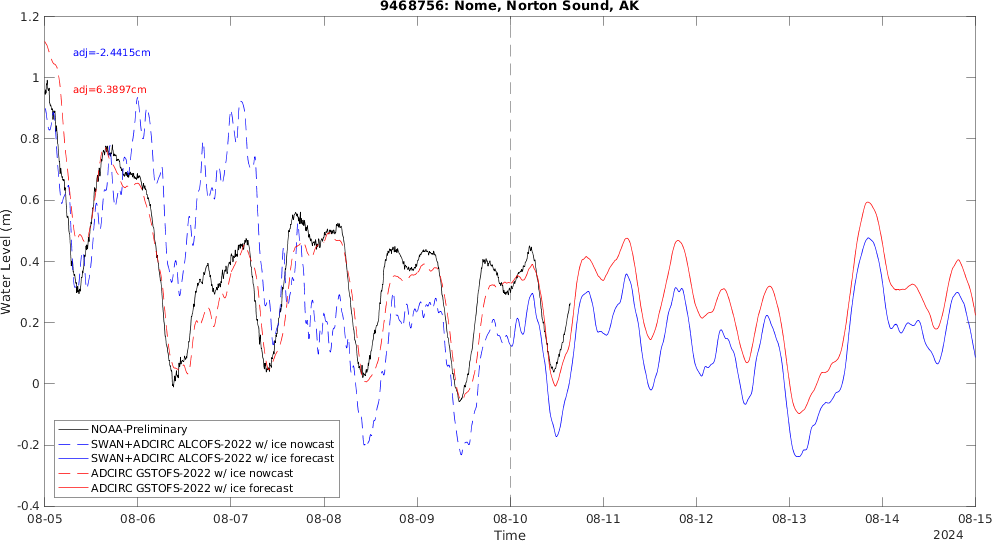 9468756: Nome, Norton Sound, AK
adj=-2.4415cm
adj=6.3897cm
Water Level (m)
1.2
1
0.8
0.6
0.4
0.2
0
-0.2
-0.4
NOAA-Preliminary
SWAN+ADCIRC ALCOFS-2022 w/ ice nowcast
SWAN+ADCIRC ALCOFS-2022 w/ ice forecast
ADCIRC GSTOFS-2022 w/ ice nowcast
ADCIRC GSTOFS-2022 w/ ice forecast
08-05 08-06 08-07 08-08 08-09 08-10 08-11 08-12 08-13 08-14 08-15
Time
2024